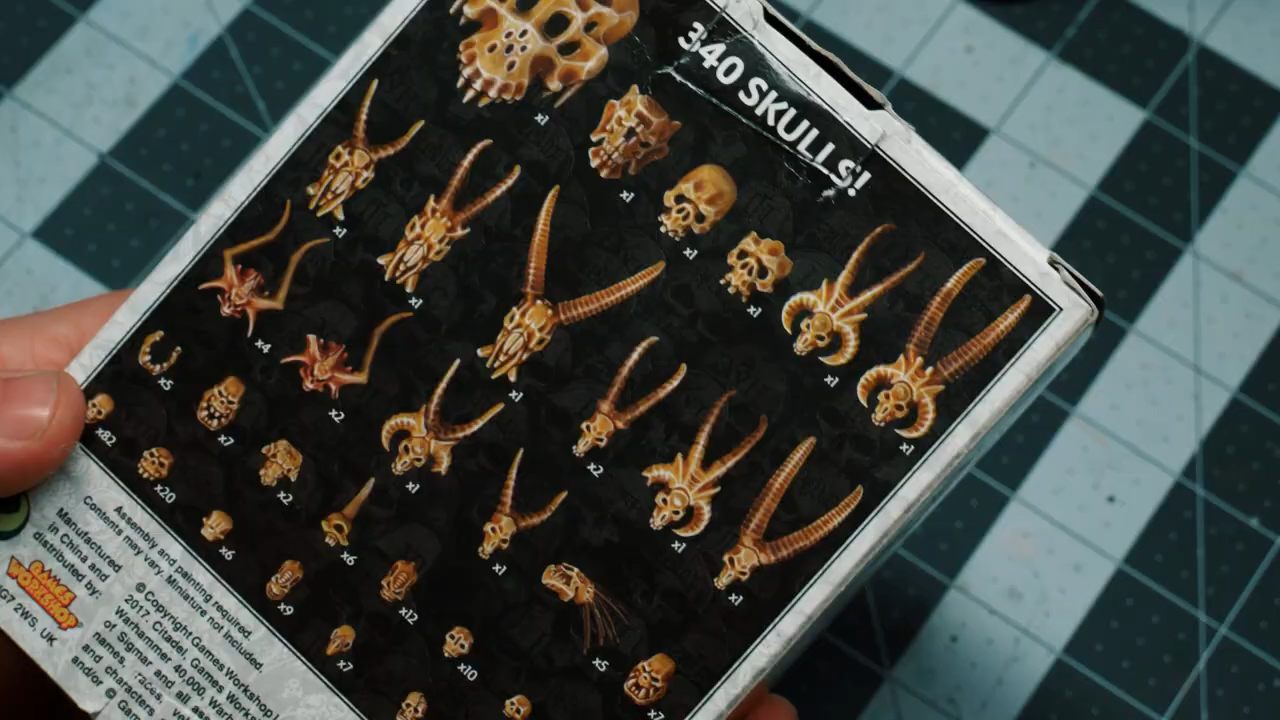 340 SKULLS!
x1
x1
x1
x1
x1
x1
x1
x4
x1
x1
x5
x2
x1
x82
x7
x2
x20
x2
x1
x1
x6
x6
x1
x1
x9
x12
x7
x10
x5
x7
Assembly and painting required.
Contents may vary. Miniature not included.
Manufactured
in China and
distributed by:
GAMES
WORKSHOP
2WS, UK
© Copyright Games Workshop
2017. Citadel, Games
Warhammer 40,000,
of Sigmar and all
names, races,
and characters,
and/or ©